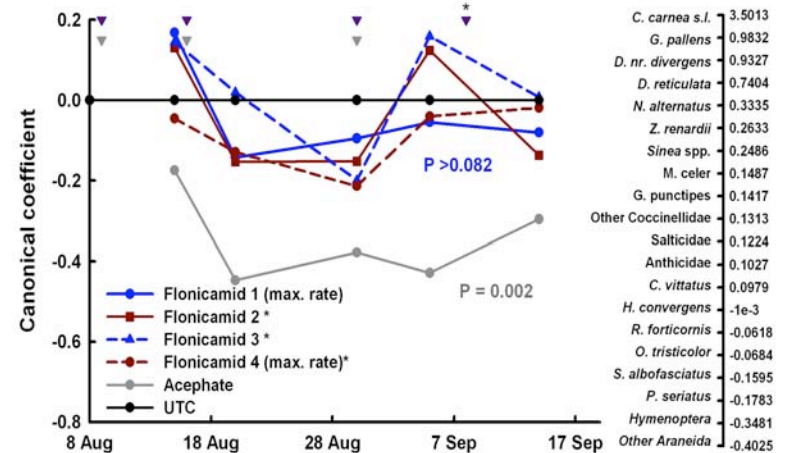 *
0.2
0.0
-0.2
-0.4
-0.6
-0.8
Canonical coefficient
P >0.082
P = 0.002
Flonicamid 1 (max. rate)
Flonicamid 2 *
Flonicamid 3 *
Flonicamid 4 (max. rate)*
Acephate
UTC
8 Aug 18 Aug 28 Aug 7 Sep 17 Sep
C. carnea s.l. 3.5013
G. pallens 0.9832
D. nr. divergens 0.9327
D. reticulata 0.7404
N. alternatus 0.3335
Z. renardii 0.2633
Sinea spp. 0.2486
M. celer 0.1487
G. punctipes 0.1417
Other Coccinellidae 0.1313
Salticidae 0.1224
Anthicidae 0.1027
C. vittatus 0.0979
H. convergens -1e-3
R. forticornis -0.0618
O. tristicolor -0.0684
S. albofasciatus -0.1595
P. seriatus -0.1783
Hymenoptera -0.3481
Other Araneida -0.4025